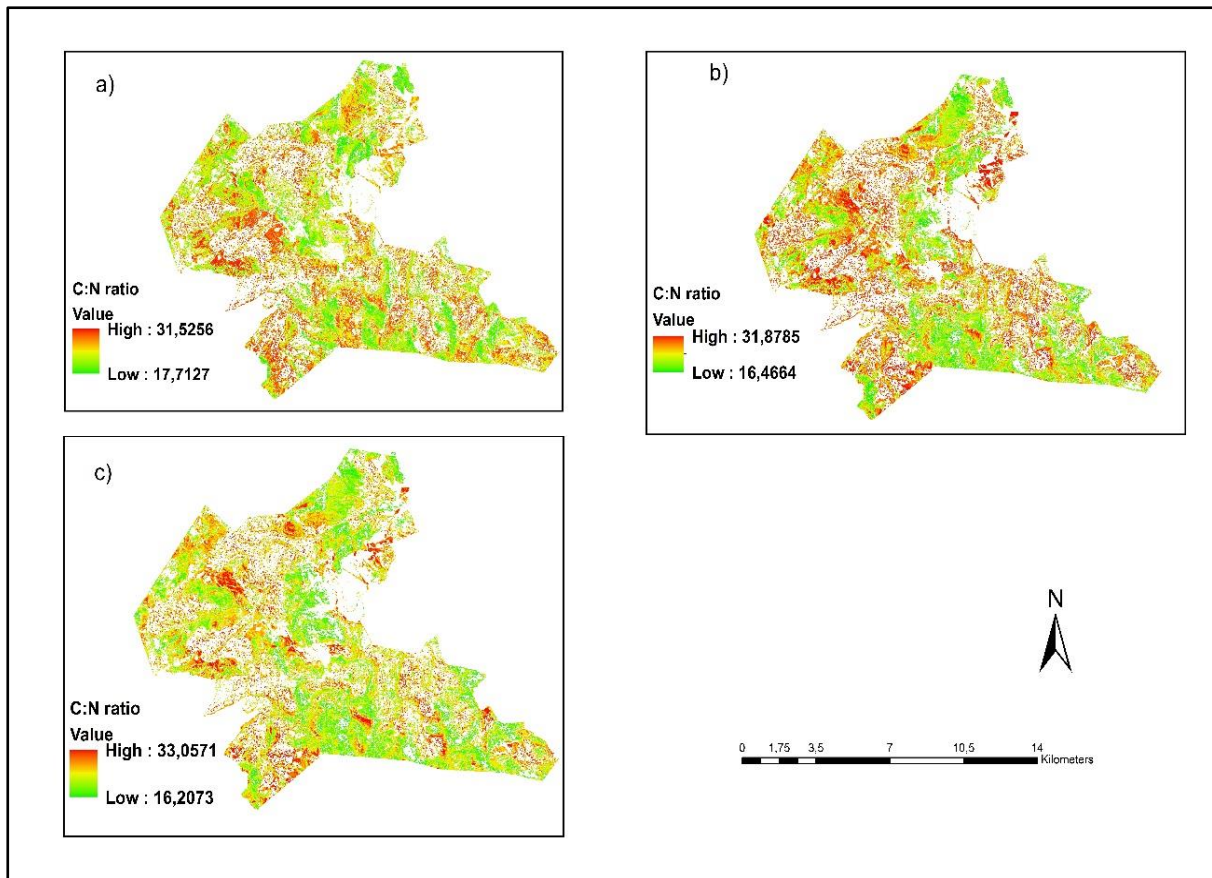 a)
C:N ratio
Value
High : 31,5256
Low : 17,7127
b)
C:N ratio
Value
High : 31,8785
Low : 16,4664
c)
C:N ratio
Value
High : 33,0571
Low : 16,2073
N
0 1,75 3,5 7 10,5 14
Kilometers